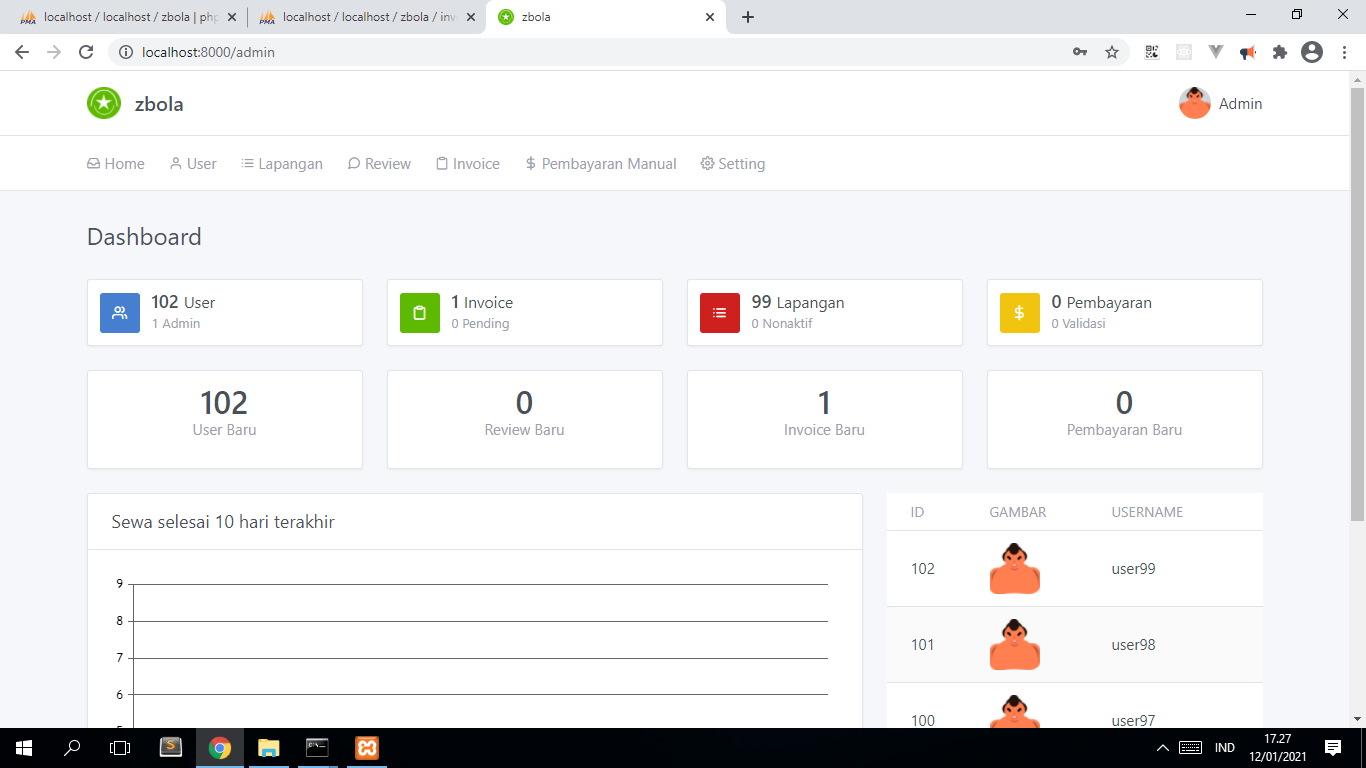 localhost / localhost / zbola | php
localhost / localhost / zbola / inv
zbola
localhost:8000/admin
zbola
Admin
Home User Lapangan Review Invoice Pembayaran Manual Setting
Dashboard
102 User
1 Admin
1 Invoice
0 Pending
99 Lapangan
0 Nonaktif
0 Pembayaran
0 Validasi
102
User Baru
0
Review Baru
1
Invoice Baru
0
Pembayaran Baru
Sewa selesai 10 hari terakhir
9
8
7
6
ID GAMBAR USERNAME
102 user99
101 user98
100 user97
IND
17.27
12/01/2021